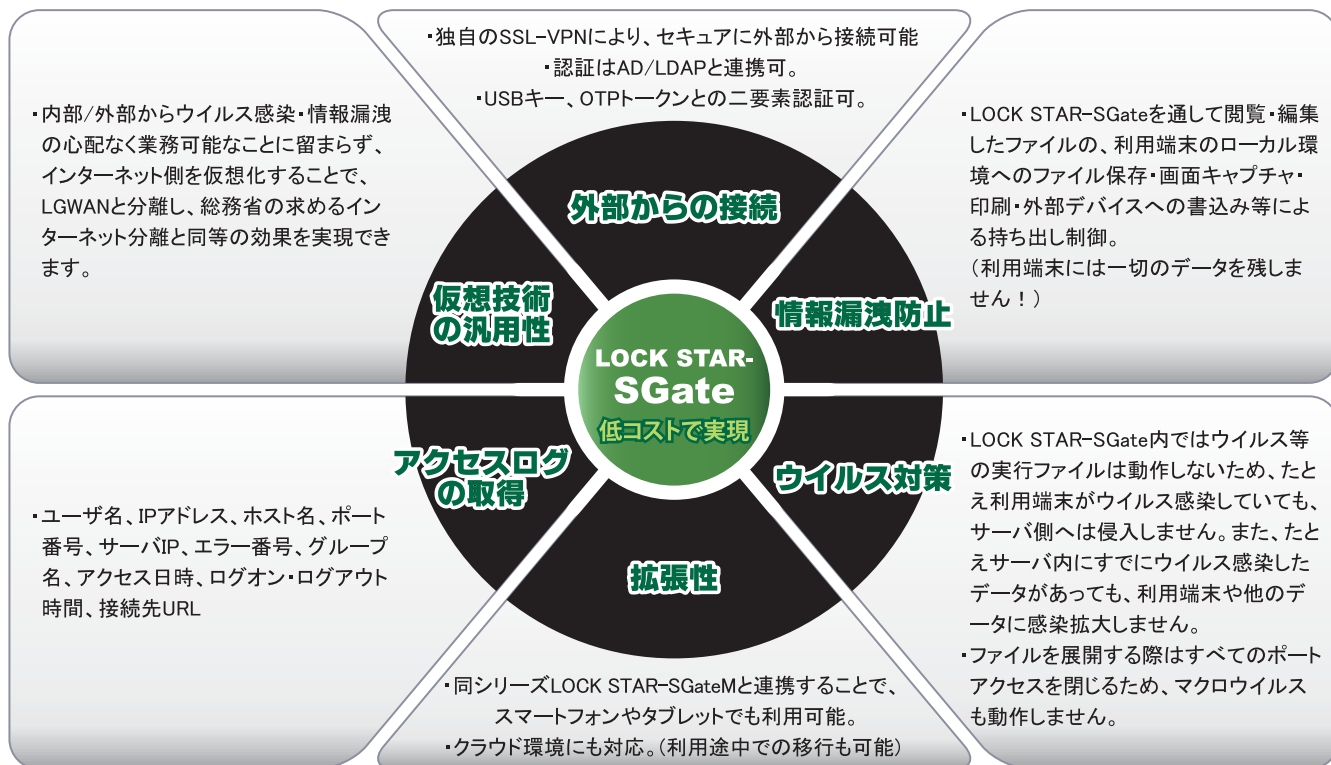 ・独自のSSL-VPNにより、セキュアに外部から接続可能
・認証はAD/LDAPと連携可。
・USBキー、OTPトークンとの二要素認証可。
・内部/外部からウイルス感染・情報漏洩
の心配なく業務可能なことに留まらず、
インターネット側を仮想化することで、
LGWANと分離し、総務省の求めるイン
ターネット分離と同等の効果を実現でき
ます。
・LOCK STAR-SGateを通して閲覧・編集
したファイルの、利用端末のローカル環
境へのファイル保存・画面キャプチャ・
印刷・外部デバイスへの書込み等によ
る持ち出し制御。
(利用端末には一切のデータを残しま
せん！)
外部からの接続
仮想技術
の汎用性
情報漏洩防止
LOCK STAR-
SGate
低コストで実現
アクセスログ
の取得
ウイルス対策
拡張性
・ユーザ名、IPアドレス、ホスト名、ポート
番号、サーバIP、エラー番号、グループ
名、アクセス日時、ログオン・ログアウト
時間、接続先URL
・LOCK STAR-SGate内ではウイルス等
の実行ファイルは動作しないため、たと
え利用端末がウイルス感染していても、
サーバ側へは侵入しません。また、たと
えサーバ内にすでにウイルス感染した
データがあっても、利用端末や他のデ
ータに感染拡大しません。
・ファイルを展開する際はすべてのポート
アクセスを閉じるため、マクロウイルス
も動作しません。
・同シリーズLOCK STAR-SGateMと連携することで、
スマートフォンやタブレットでも利用可能。
・クラウド環境にも対応。(利用途中での移行も可能)